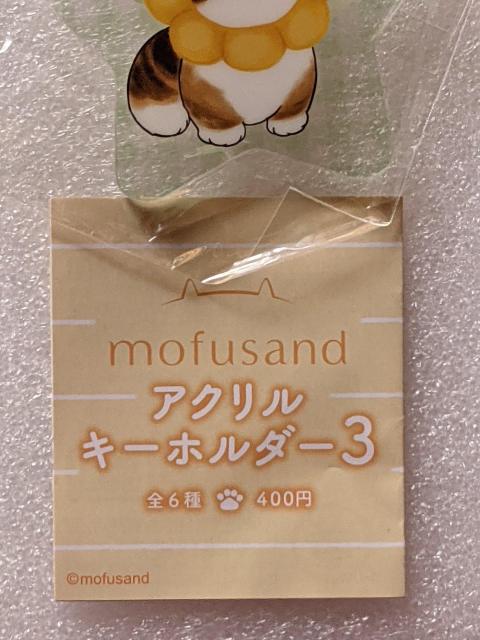 mofusand
アクリル
キーホルダー3
全6種 400円
©mofusand